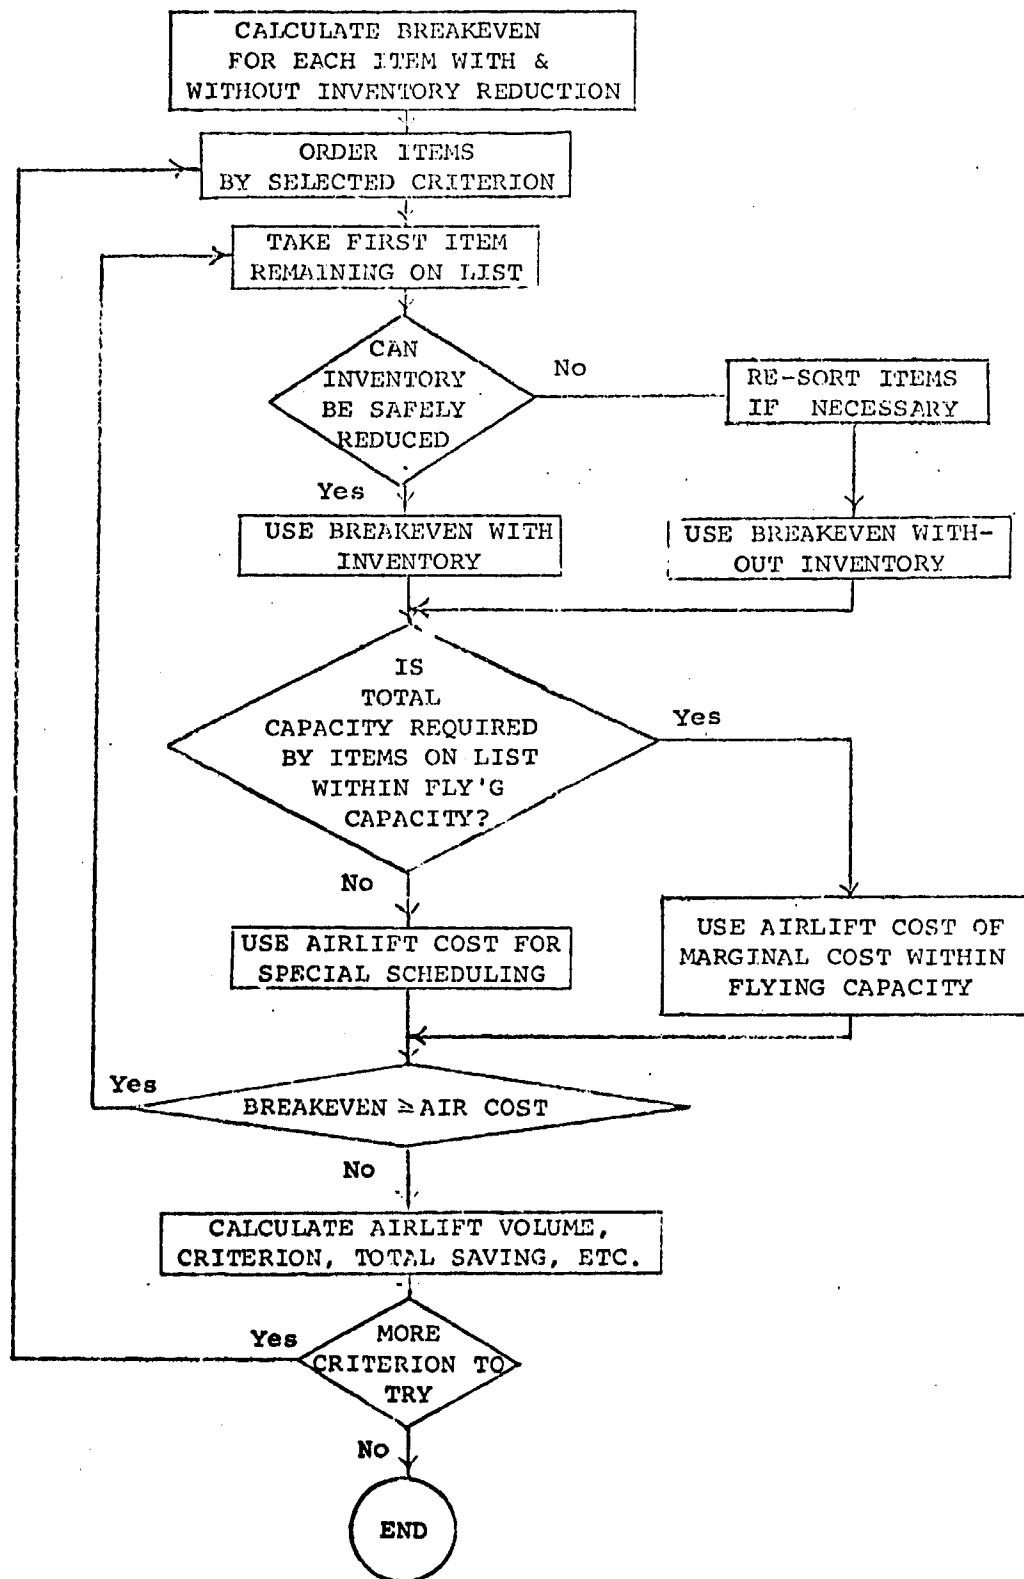 CALCULATE BREAKEVEN
FOR EACH ITEM WITH &
WITHOUT INVENTORY REDUCTION
ORDER ITEMS
BY SELECTED CRITERION
TAKE FIRST ITEM
REMAINING ON LIST
CAN
INVENTORY
BE SAFELY
REDUCED
No
RE-SORT ITEMS
IF NECESSARY
Yes
USE BREAKEVEN WITH
INVENTORY
USE BREAKEVEN WITH-
OUT INVENTORY
IS
TOTAL
CAPACITY REQUIRED
BY ITEMS ON LIST
WITHIN FLY'G
CAPACITY?
Yes
No
USE AIRLIFT COST FOR
SPECIAL SCHEDULING
USE AIRLIFT COST OF
MARGINAL COST WITHIN
FLYING CAPACITY
Yes
BREAKEVEN ≥ AIR COST
No
CALCULATE AIRLIFT VOLUME,
CRITERION, TOTAL SAVING, ETC.
Yes
MORE
CRITERION TO
TRY
No
END